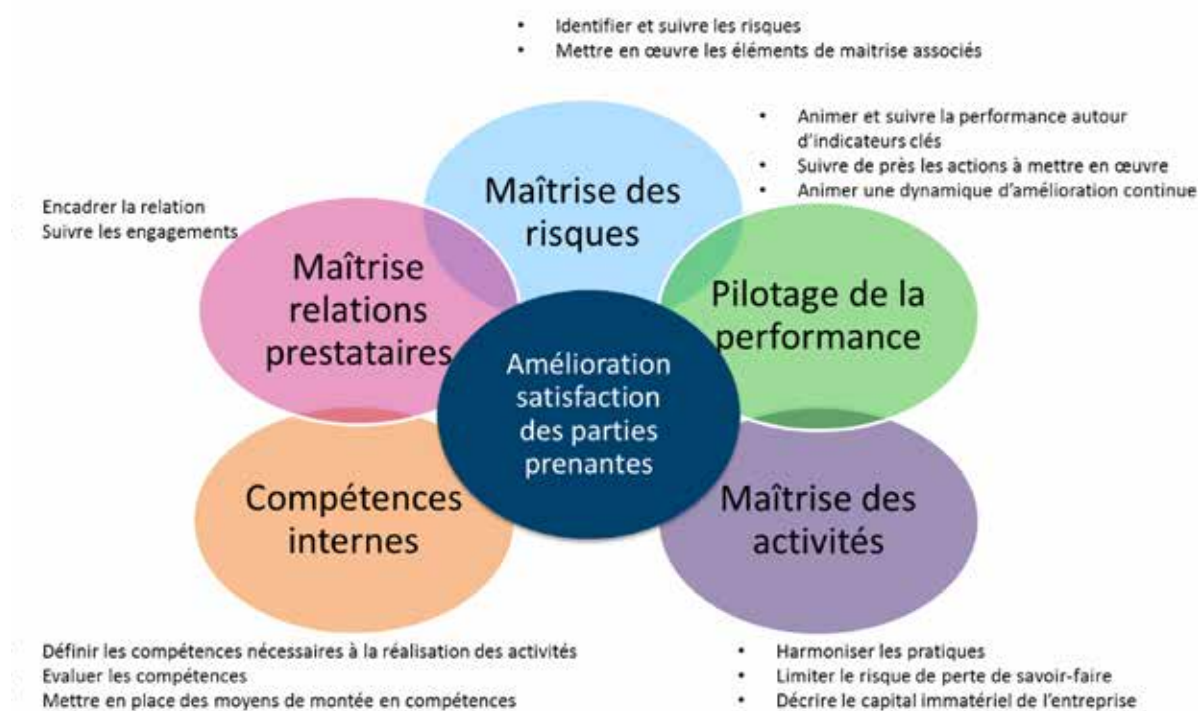 • Identifier et suivre les risques
• Mettre en œuvre les éléments de maitrise associés
• Animer et suivre la performance autour
d'indicateurs clés
• Suivre de près les actions à mettre en œuvre
• Animer une dynamique d'amélioration continue
Encadrer la relation
Suivre les engagements
Maîtrise des
risques
Maîtrise
relations
prestataires
Pilotage de la
performance
Amélioration
satisfaction
des parties
prenantes
Compétences
internes
Maîtrise des
activités
Définir les compétences nécessaires à la réalisation des activités
Evaluer les compétences
Mettre en place des moyens de montée en compétences
• Harmoniser les pratiques
• Limiter le risque de perte de savoir-faire
• Décrire le capital immatériel de l'entreprise